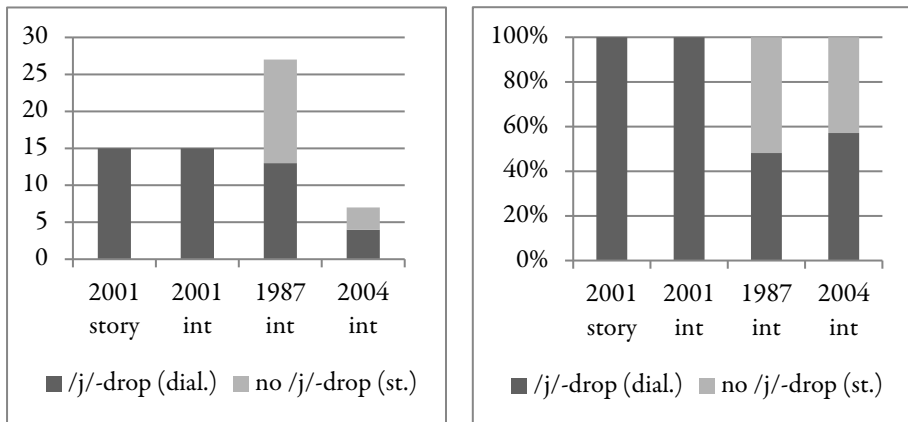 30
25
20
15
10
5
0
2001 2001 1987 2004
story int int int
/j/-drop (dial.) no /j/-drop (st.)
100%
80%
60%
40%
20%
0%
2001 2001 1987 2004
story int int int
/j/-drop (dial.) no /j/-drop (st.)